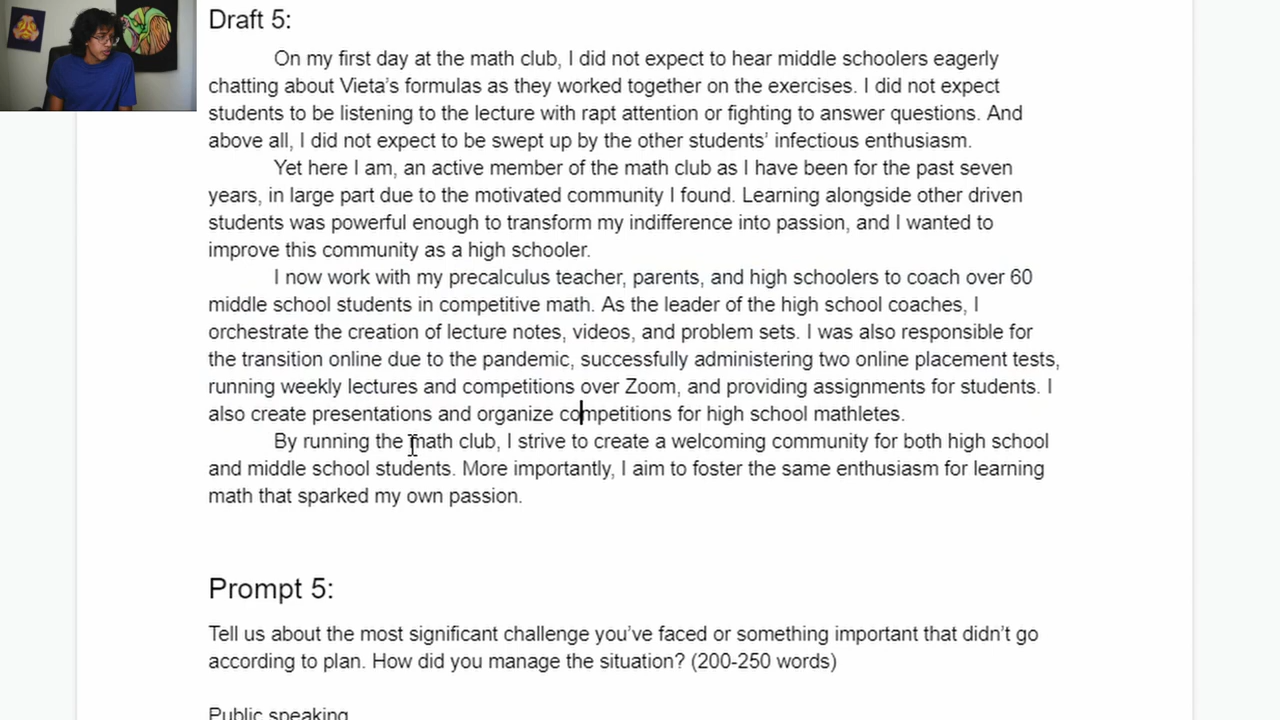 Draft 5:
On my first day at the math club, I did not expect to hear middle schoolers eagerly
chatting about Vieta's formulas as they worked together on the exercises. I did not expect
students to be listening to the lecture with rapt attention or fighting to answer questions. And
above all, I did not expect to be swept up by the other students' infectious enthusiasm.
Yet here I am, an active member of the math club as I have been for the past seven
years, in large part due to the motivated community I found. Learning alongside other driven
students was powerful enough to transform my indifference into passion, and I wanted to
improve this community as a high schooler.
I now work with my precalculus teacher, parents, and high schoolers to coach over 60
middle school students in competitive math. As the leader of the high school coaches, I
orchestrate the creation of lecture notes, videos, and problem sets. I was also responsible for
the transition online due to the pandemic, successfully administering two online placement tests,
running weekly lectures and competitions over Zoom, and providing assignments for students. I
also create presentations and organize competitions for high school mathletes.
By running the math club, I strive to create a welcoming community for both high school
and middle school students. More importantly, I aim to foster the same enthusiasm for learning
math that sparked my own passion.
Prompt 5:
Tell us about the most significant challenge you've faced or something important that didn't go
according to plan. How did you manage the situation? (200-250 words)
Public speaking